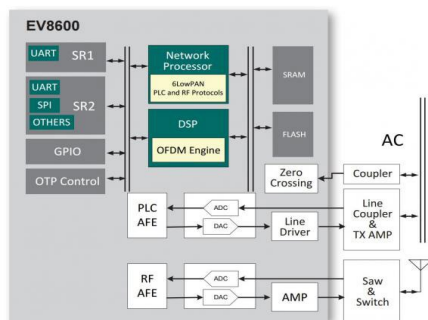 EV8600
UART SR1
UART
SPI SR2
OTHERS
GPIO
OTP Control
Network
Processor
6LowPAN
PLC and RF Protocols
DSP
OFDM Engine
SRAM
FLASH
AC
Zero
Crossing
Coupler
PLC
AFE
ADC
DAC
Line
Driver
Line
Coupler
&
TX AMP
RF
AFE
ADC
DAC
AMP
Saw
&
Switch